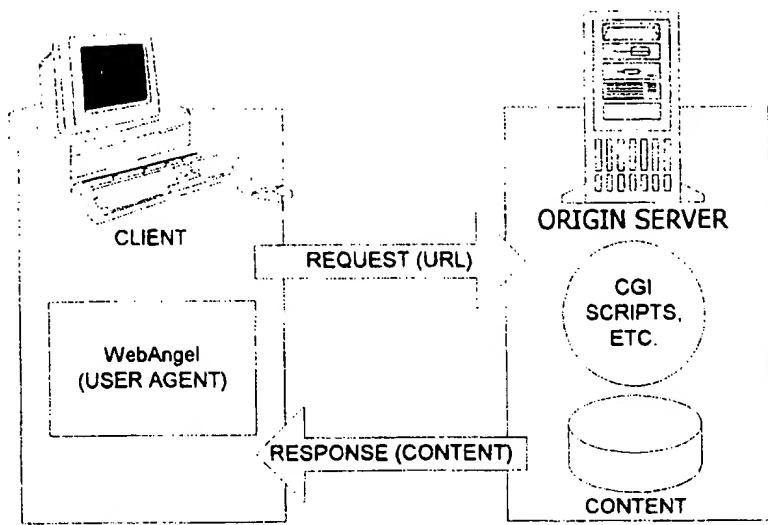 CLIENT
ORIGIN SERVER
REQUEST (URL)
CGI
SCRIPTS,
ETC.
WebAngel
(USER AGENT)
RESPONSE (CONTENT)
CONTENT